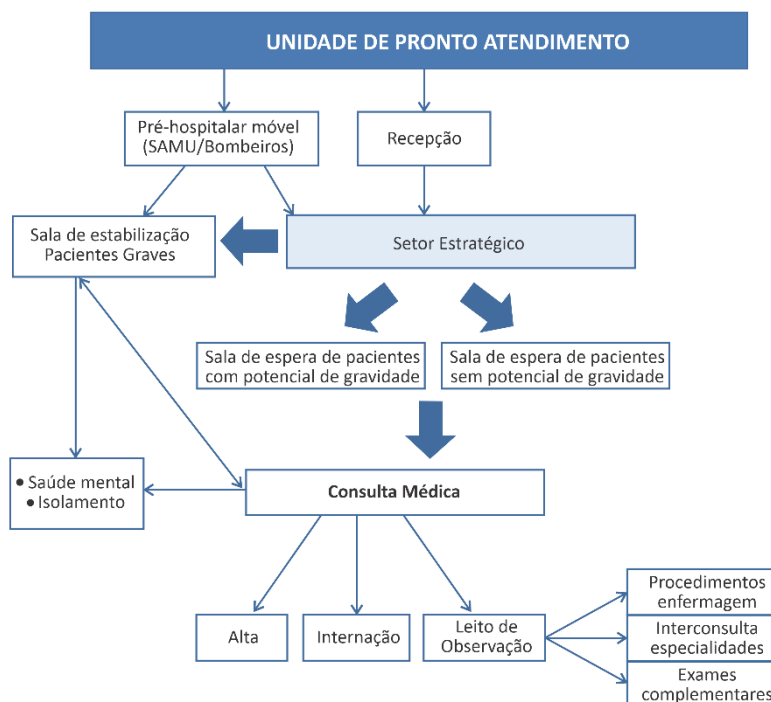 UNIDADE DE PRONTO ATENDIMENTO
Pré-hospitalar móvel
(SAMU/Bombeiros)
Recepção
Sala de estabilização
Pacientes Graves
Setor Estratégico
Sala de espera de pacientes
com potencial de gravidade
Sala de espera de pacientes
sem potencial de gravidade
• Saúde mental
• Isolamento
Consulta Médica
Alta
Internação
Leito de
Observação
Procedimentos
enfermagem
Interconsulta
especialidades
Exames
complementares